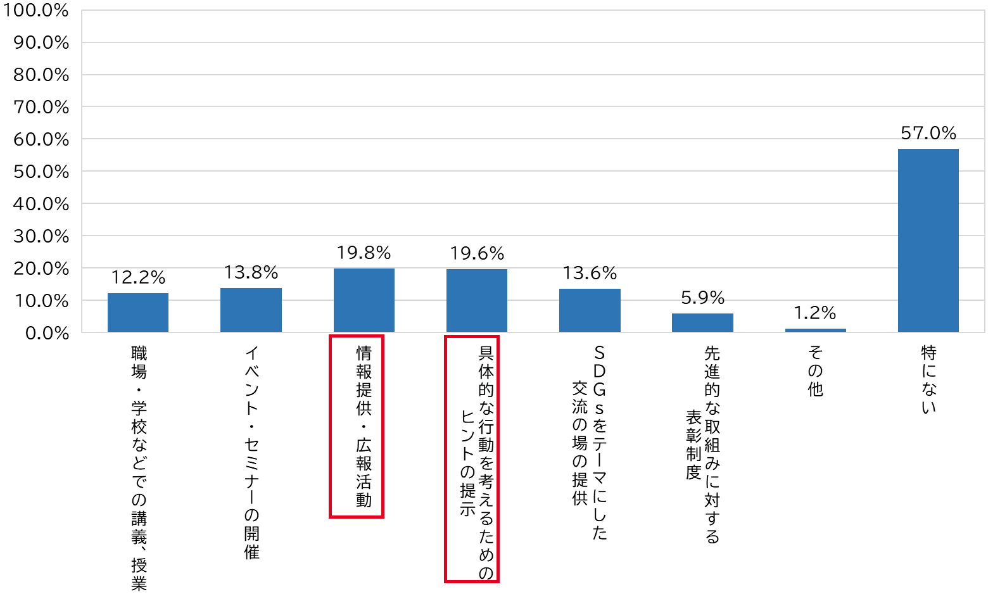 100.0%
90.0%
80.0%
70.0%
60.0%
50.0%
40.0%
30.0%
20.0%
10.0%
0.0%
12.2%
13.8%
19.8%
19.6%
13.6%
5.9%
1.2%
57.0%
職場・学校などでの講義、授業
イベント・セミナーの開催
情報提供・広報活動
具体的な行動を考えるための
ヒントの提示
ＳＤＧｓをテーマにした
交流の場の提供
先進的な取組みに対する
表彰制度
その他
特にない